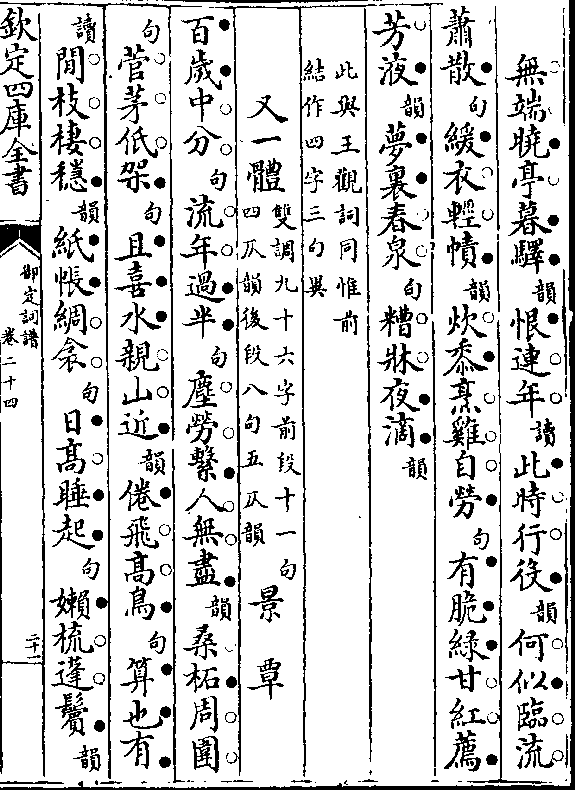 無端曉亭暮驛韻恨連年讀此時行役韻何似臨流
蕭散句緩衣輕幘韻炊黍烹雞自勞句有脆綠甘紅薦
芳液韻夢裏春泉句糟牀夜滴韻
此與王觀詞同惟前
結作四字三句異
又一體雙調九十六字前段十一句
四仄韻後段八句五仄韻景覃
百歲中分句流年過半句塵勞繫人無盡韻桑柘周圍
句菅茅低架句且喜水親山近韻倦飛高鳥句算也有
讀閒枝棲穩韻紙帳綢衾句日高睡起句嬾梳蓬鬢韻
欽定四庫全書
御定詞譜
卷二十四
二十一